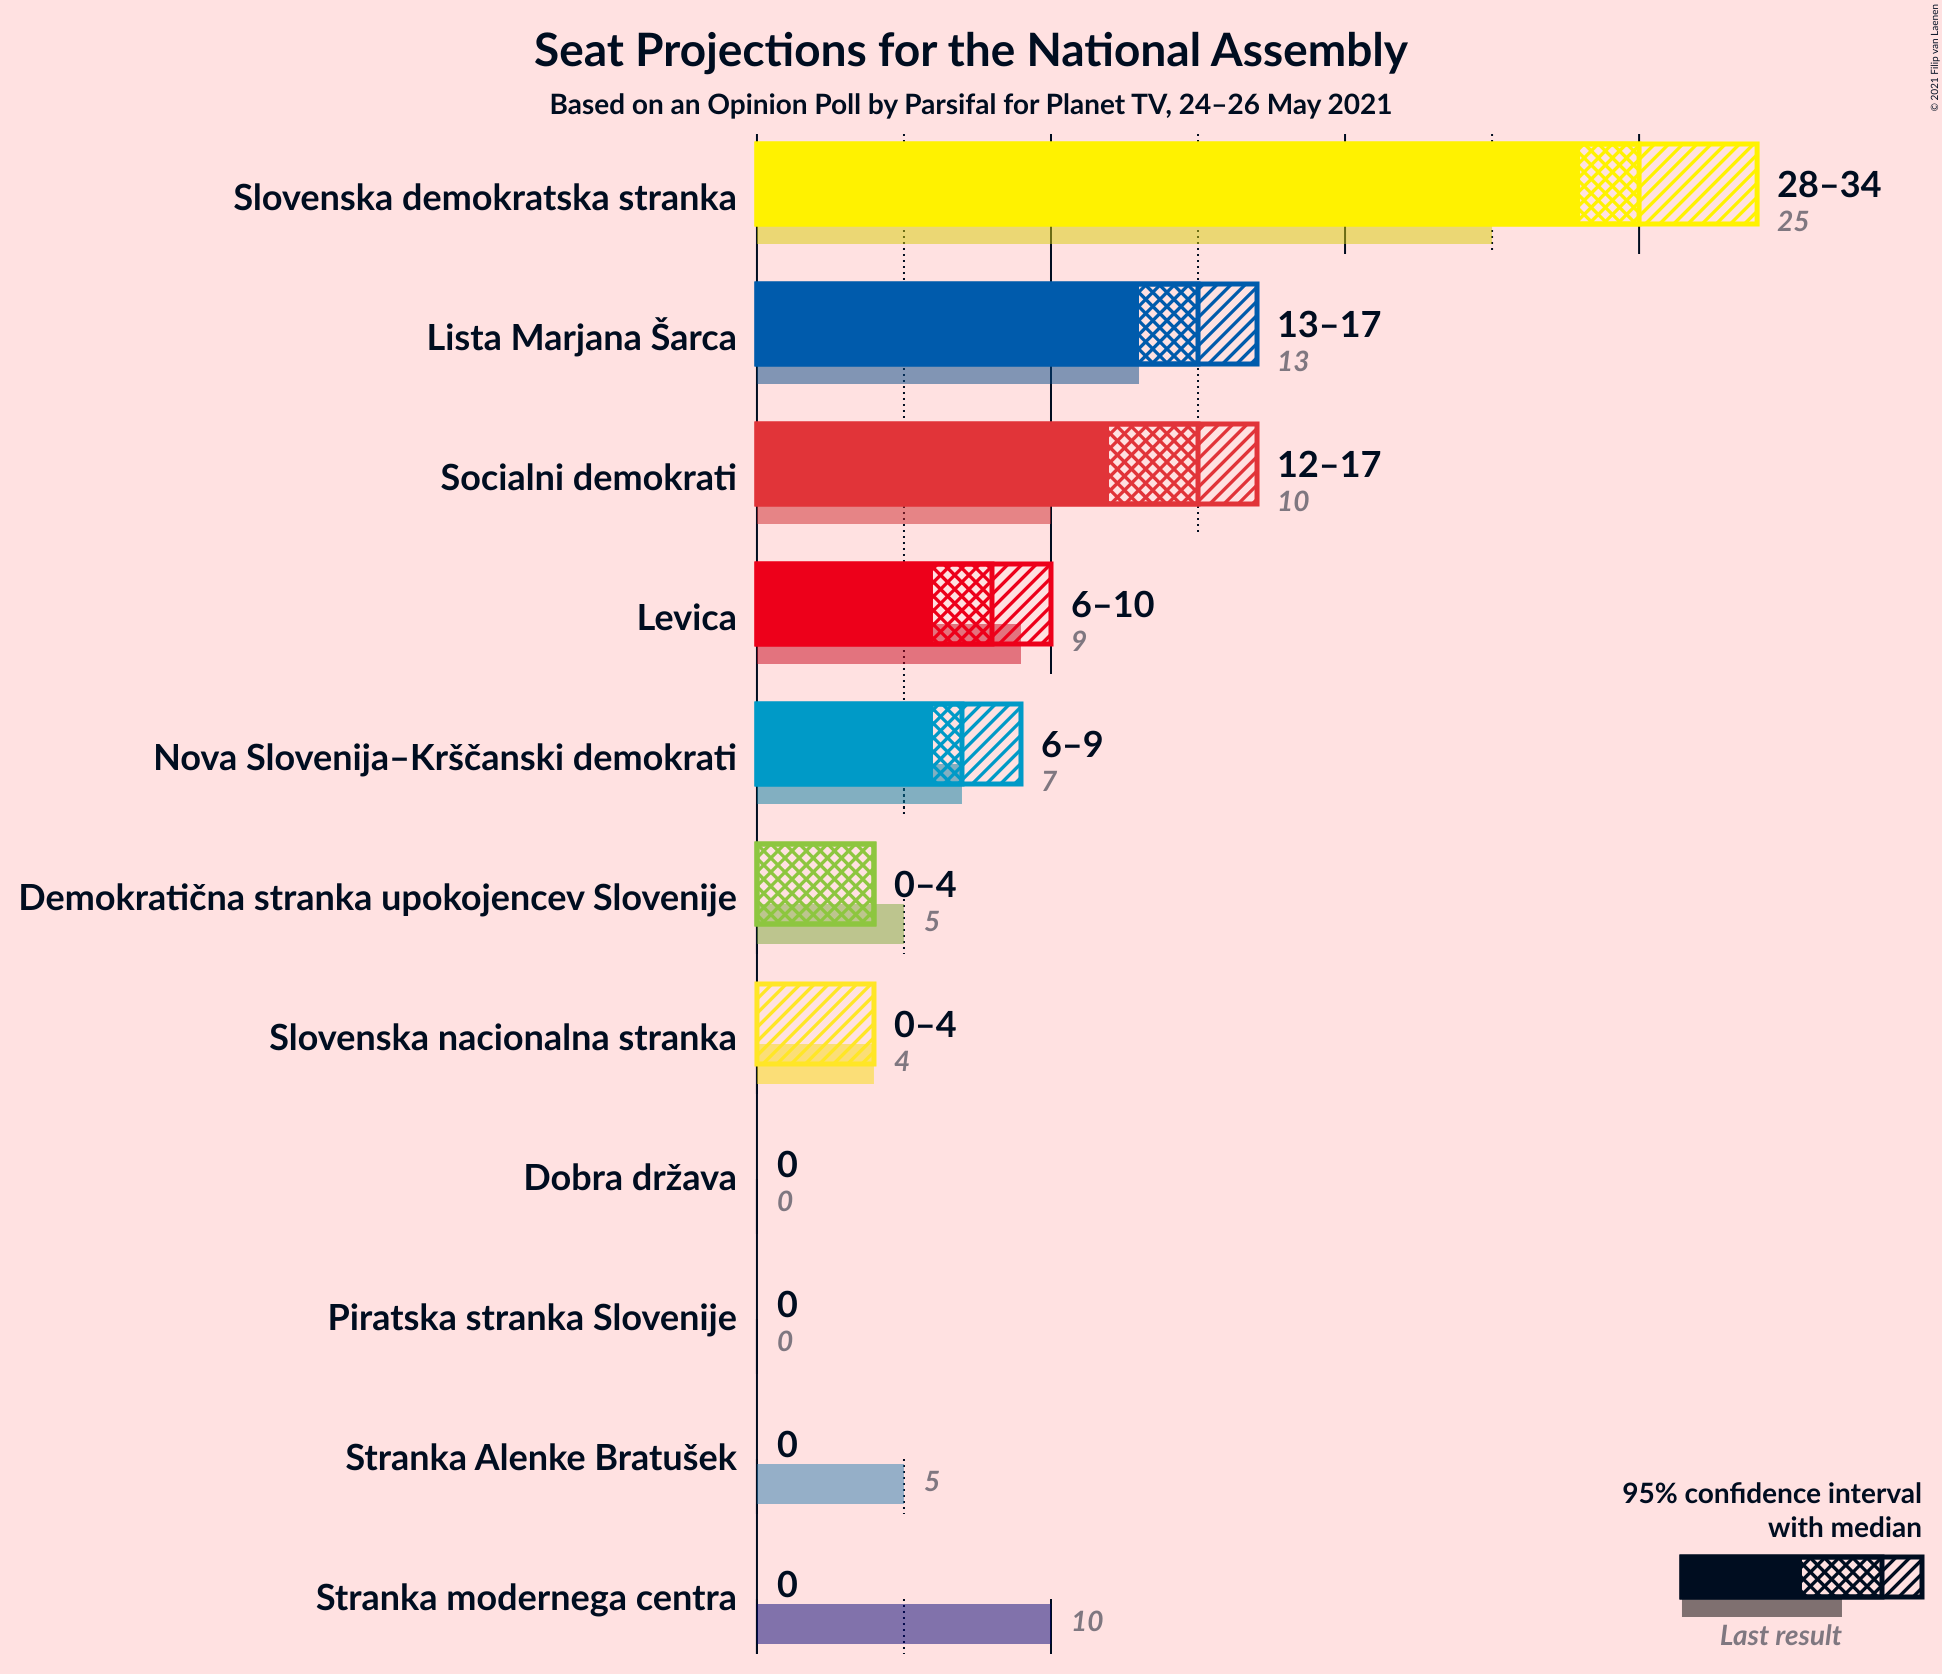 Seat Projections for the National Assembly
Based on an Opinion Poll by Parsifal for Planet TV, 24–26 May 2021
© 2021 Filip van Laenen
Slovenska demokratska stranka
28–34
25
Lista Marjana Šarca
13–17
13
Socialni demokrati
12–17
10
Levica
6–10
9
Nova Slovenija–Krščanski demokrati
6–9
7
Demokratična stranka upokojencev Slovenije
0–4
5
Slovenska nacionalna stranka
0–4
4
Dobra država
0
0
Piratska stranka Slovenije
0
0
Stranka Alenke Bratušek
0
5
Stranka modernega centra
0
10
95% confidence interval
with median
Last result